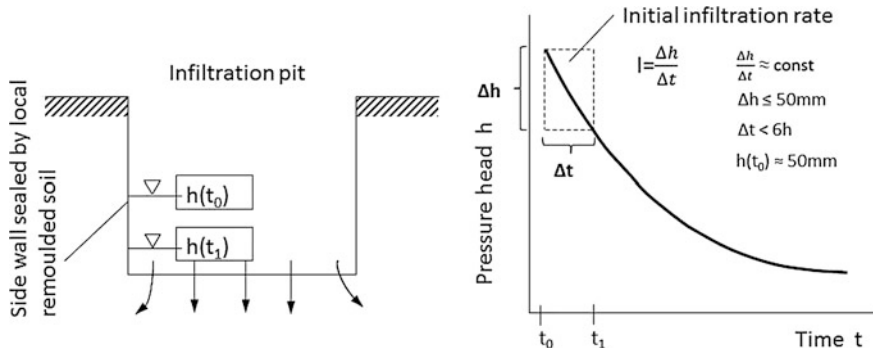 Infiltration pit
Side wall sealed by local
remoulded soil
h(t₀)
h(t₁)
Initial infiltration rate
I=Δh/Δt
Δh/Δt ≈ const
Δh ≤ 50mm
Δt < 6h
h(t₀) ≈ 50mm
Δh
Δt
Pressure head h
t₀
t₁
Time t